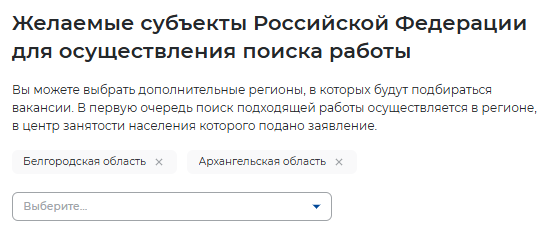 Желаемые субъекты Российской Федерации
для осуществления поиска работы
Вы можете выбрать дополнительные регионы, в которых будут подбираться
вакансии. В первую очередь поиск подходящей работы осуществляется в регионе,
в центр занятости населения которого подано заявление.
Белгородская область × Архангельская область ×
Выберите...